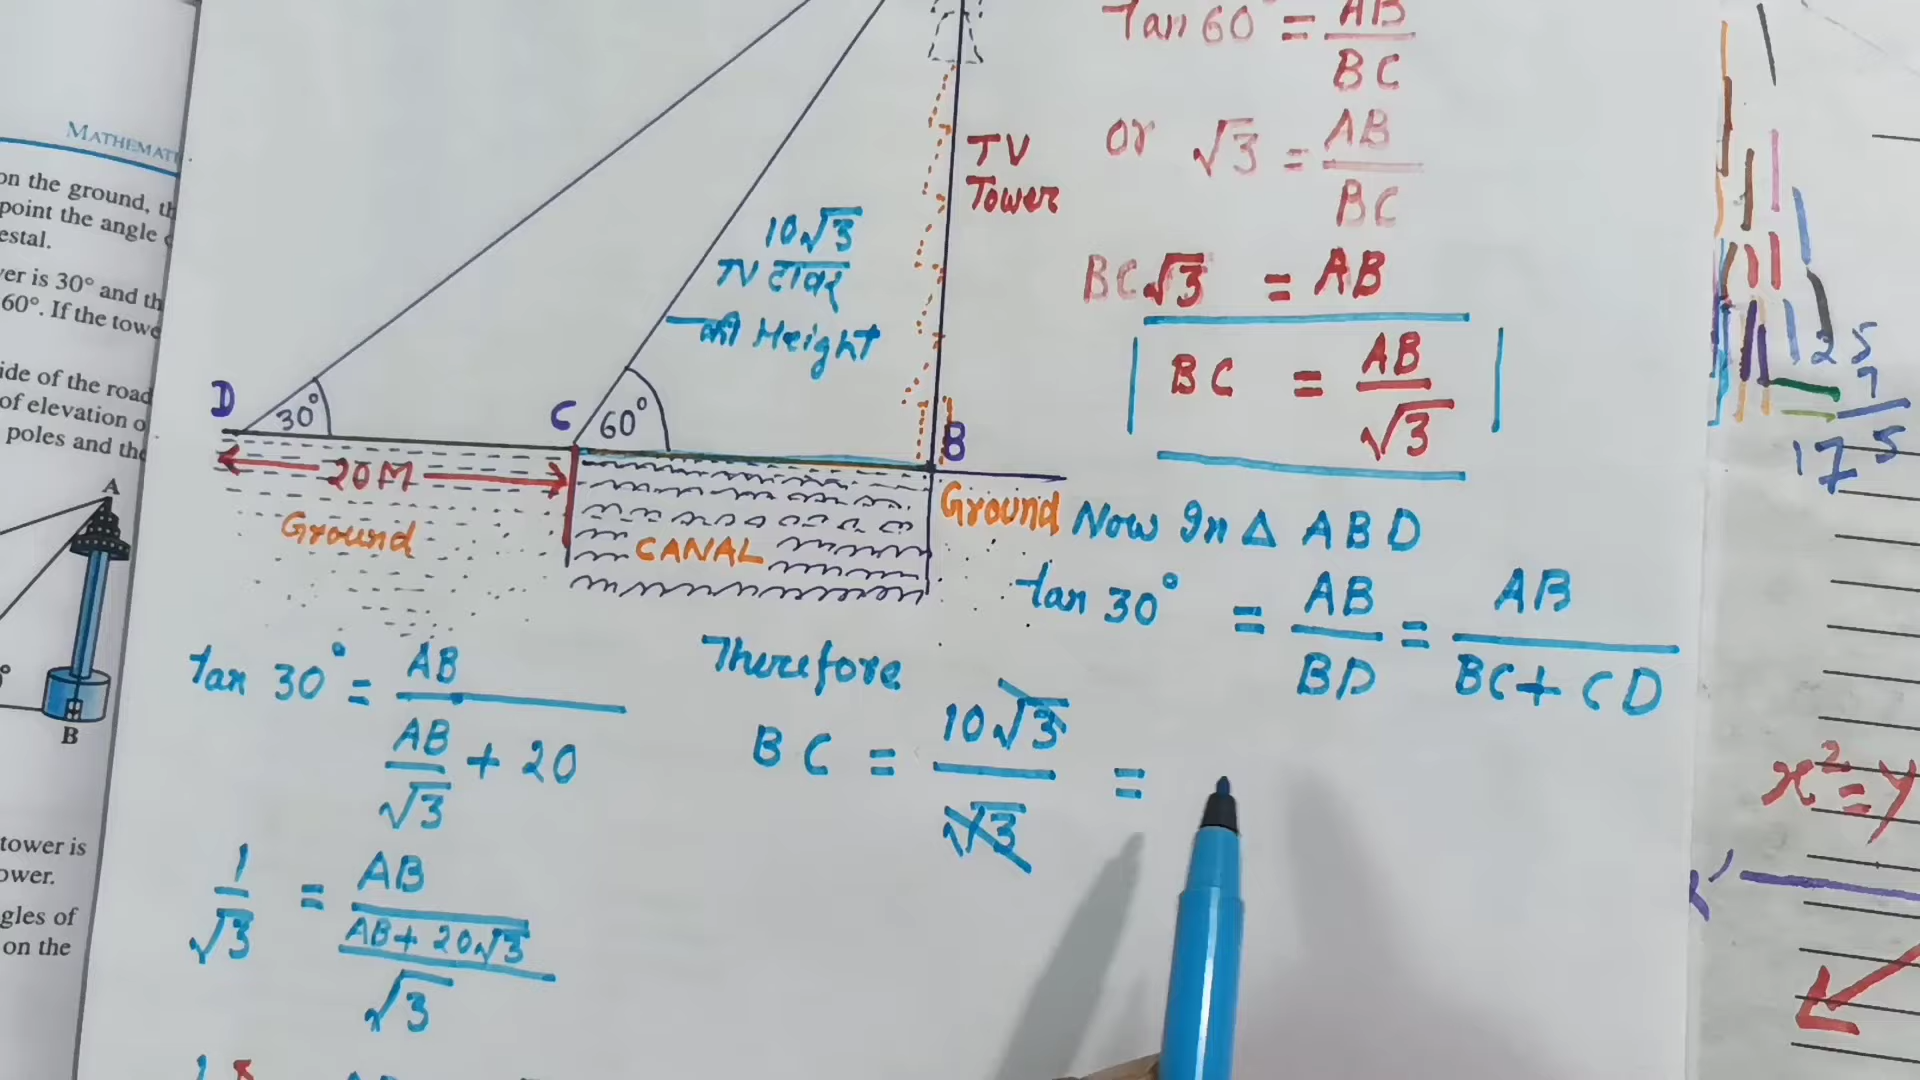 MATHEMATI
on the ground, th
point the angle
estal.
ver is 30° and th
60°. If the towe
ide of the road
of elevation o
poles and the
A
B
tower is
ower.
gles of
on the
D
30°
C
60°
B
20M
Ground
CANAL
Ground
10√3
TV टावर
की Height
TV
Tower
tan 60° = AB
BC
or √3 = AB
BC
BC√3 = AB
BC = AB
√3
Now In Δ ABD
tan 30° = AB = AB
BD BC + CD
tan 30° = AB
AB + 20
√3
1 = AB
√3 AB + 20√3
√3
Therefore
BC = 10√3 =
√3
25
7
175
x² = y